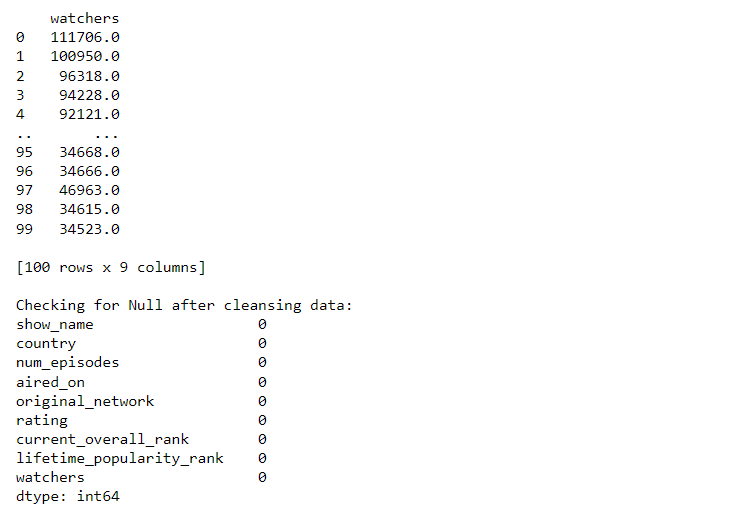 watchers
0 111706.0
1 100950.0
2 96318.0
3 94228.0
4 92121.0
.. ...
95 34668.0
96 34666.0
97 46963.0
98 34615.0
99 34523.0
[100 rows x 9 columns]
Checking for Null after cleansing data:
show_name 0
country 0
num_episodes 0
aired_on 0
original_network 0
rating 0
current_overall_rank 0
lifetime_popularity_rank 0
watchers 0
dtype: int64